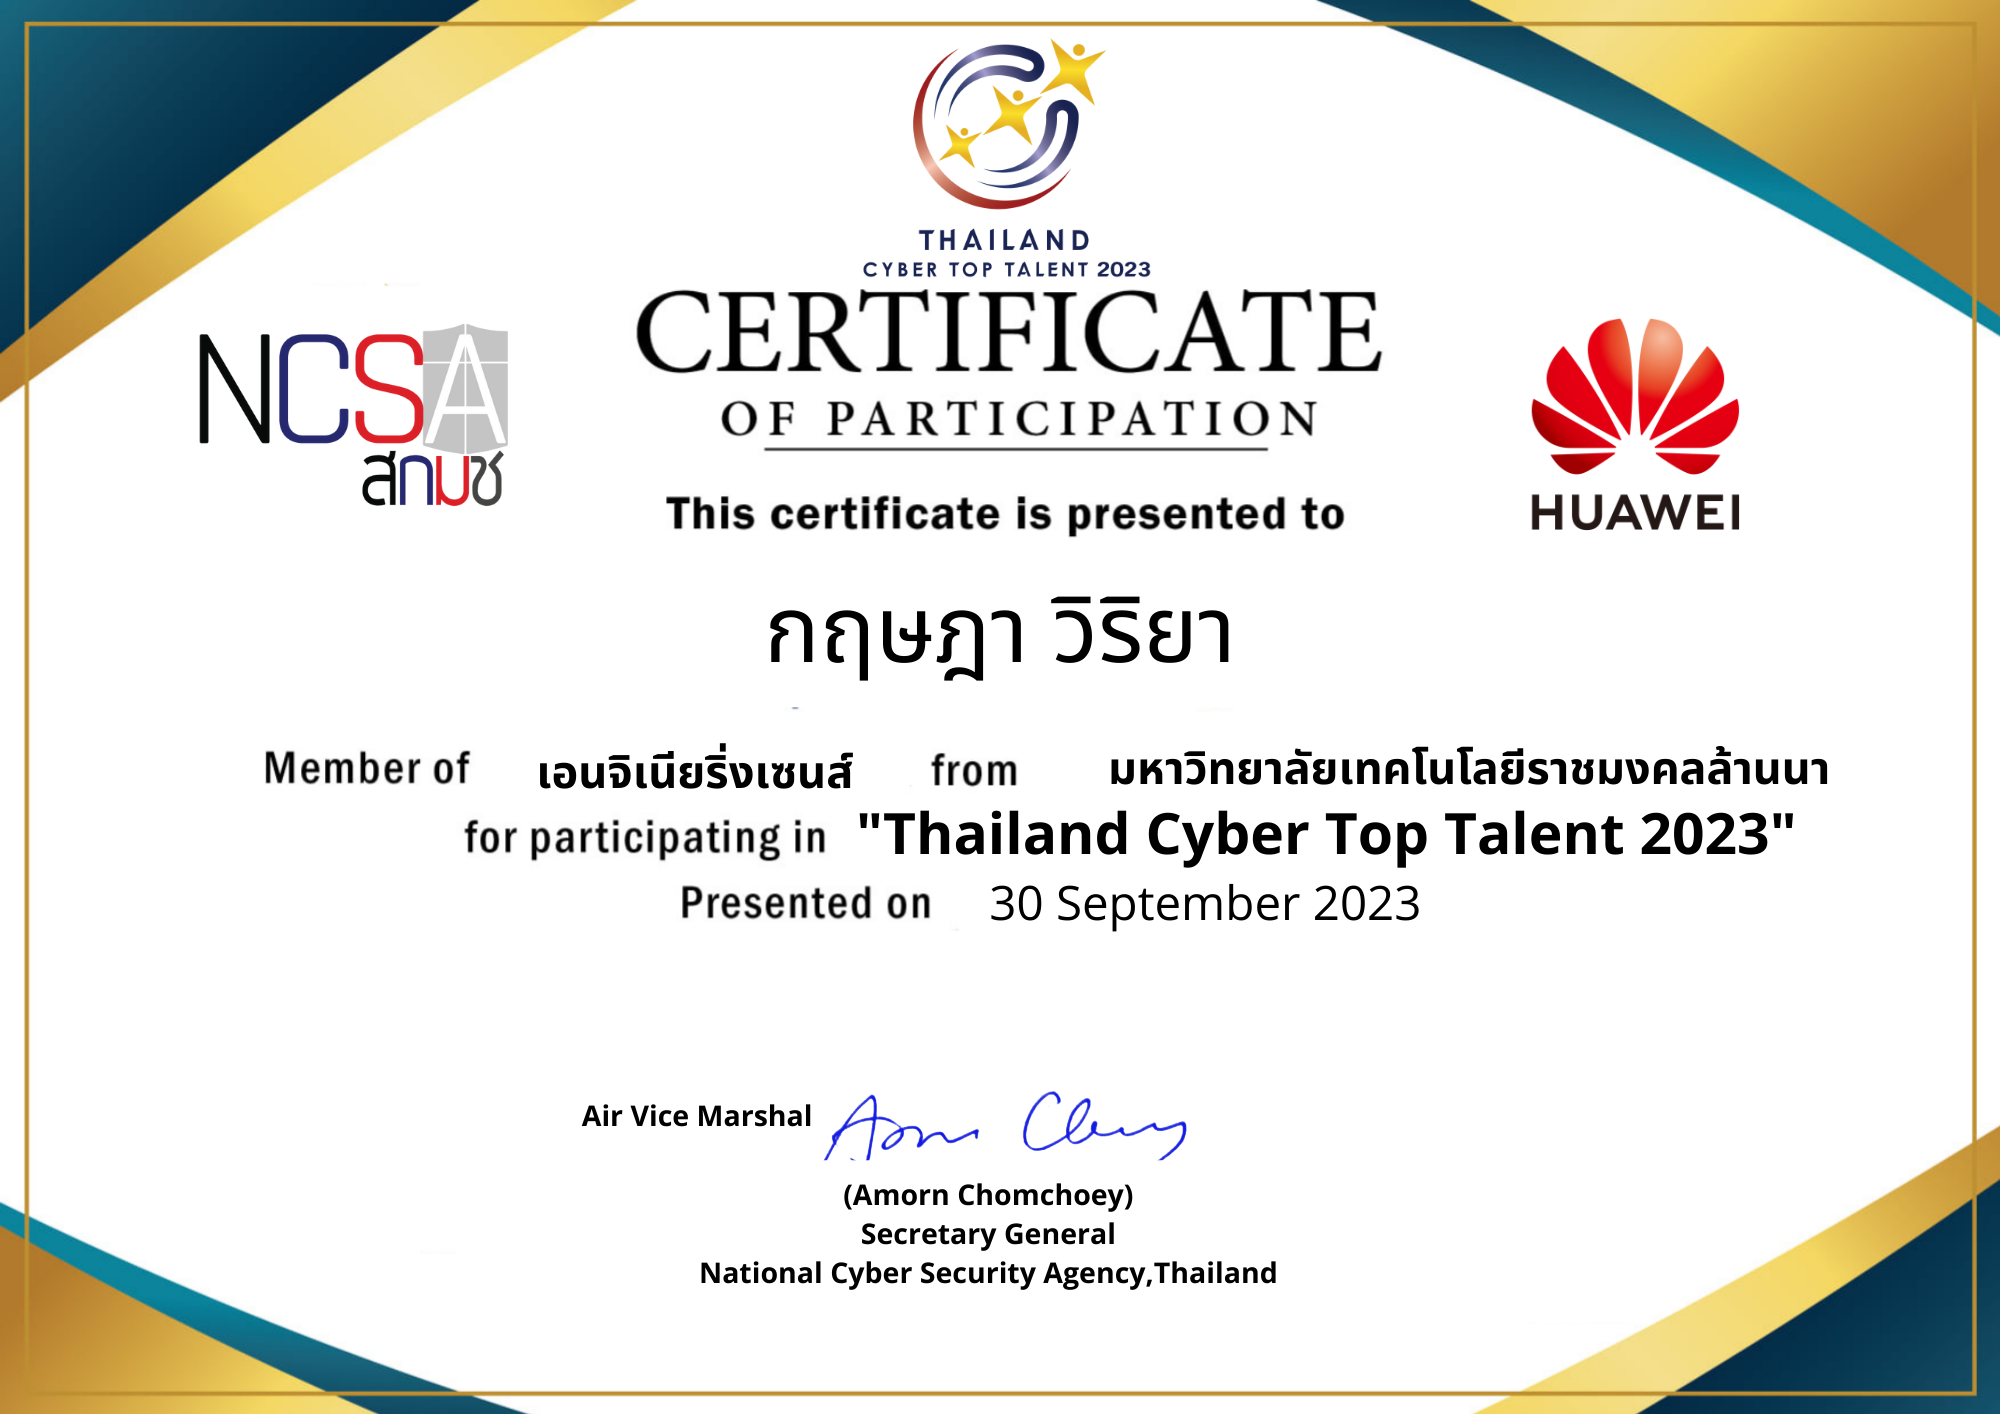 THAILAND
CYBER TOP TALENT 2023
CERTIFICATE
OF PARTICIPATION
NCSA
สกมช
HUAWEI
This certificate is presented to
กฤษฎา วิริยา
Member of เอนจิเนียริ่งเซนส์ from มหาวิทยาลัยเทคโนโลยีราชมงคลล้านนา
for participating in "Thailand Cyber Top Talent 2023"
Presented on 30 September 2023
Air Vice Marshal
(Amorn Chomchoey)
Secretary General
National Cyber Security Agency,Thailand